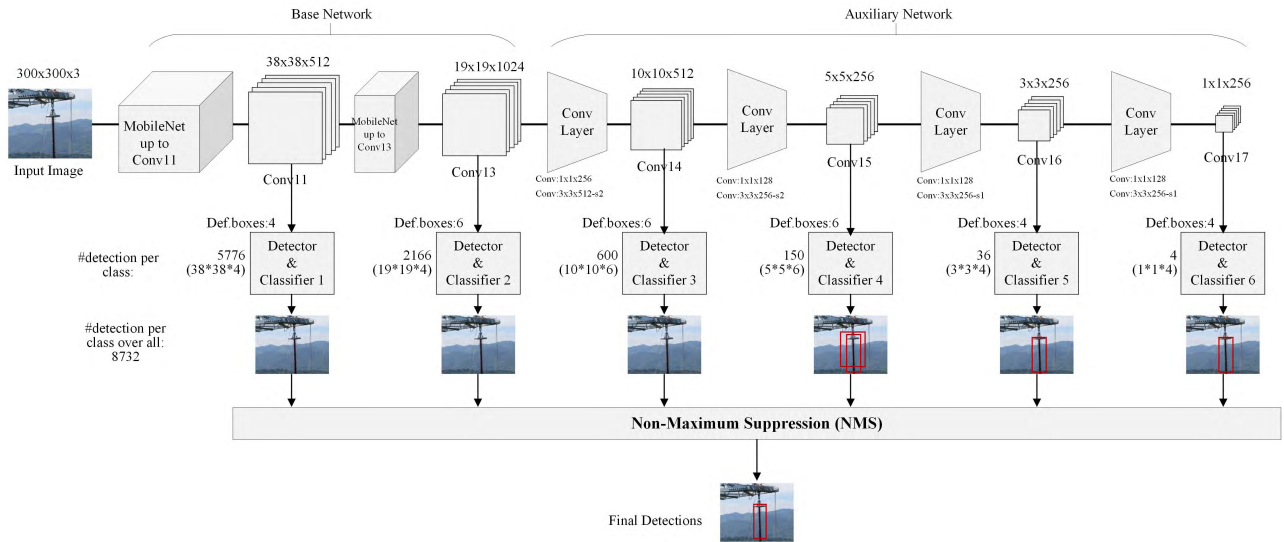 Base Network
Auxiliary Network
300x300x3
38x38x512
19x19x1024
10x10x512
5x5x256
3x3x256
1x1x256
MobileNet
up to
Conv11
MobileNet
up to
Conv13
Conv
Layer
Conv
Layer
Conv
Layer
Conv
Layer
Input Image
Conv11
Conv13
Conv14
Conv15
Conv16
Conv17
Conv:1x1x256
Conv:3x3x512-s2
Conv:1x1x128
Conv:3x3x256-s2
Conv:1x1x128
Conv:3x3x256-s1
Conv:1x1x128
Conv:3x3x256-s1
Def.boxes:4
Def.boxes:6
Def.boxes:6
Def.boxes:6
Def.boxes:4
Def.boxes:4
#detection per
class:
5776
(38*38*4)
Detector
&
Classifier 1
2166
(19*19*4)
Detector
&
Classifier 2
600
(10*10*6)
Detector
&
Classifier 3
150
(5*5*6)
Detector
&
Classifier 4
36
(3*3*4)
Detector
&
Classifier 5
4
(1*1*4)
Detector
&
Classifier 6
#detection per
class over all:
8732
Non-Maximum Suppression (NMS)
Final Detections